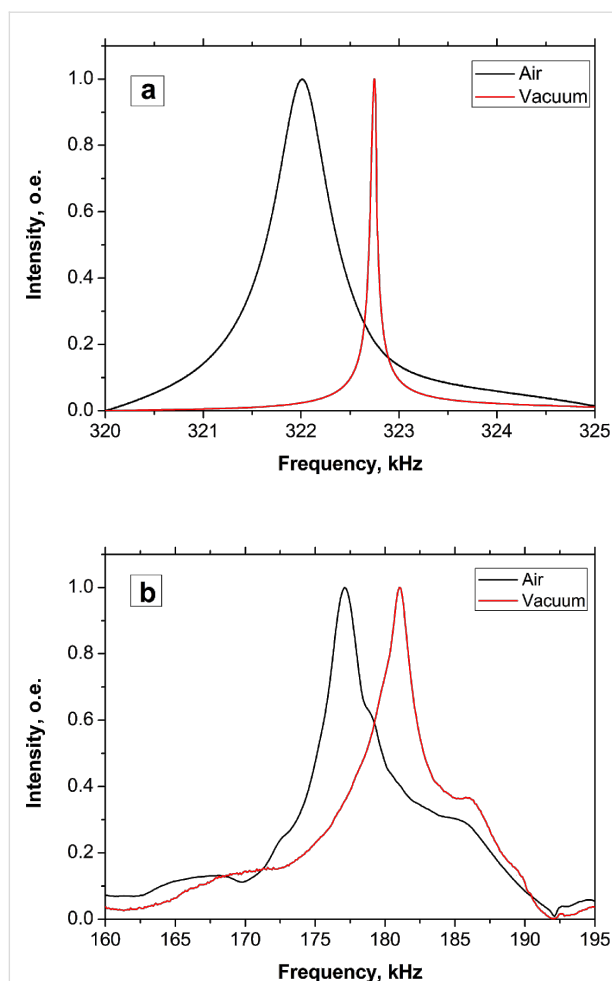 a
Air
Vacuum
Intensity, o.e.
1.0
0.8
0.6
0.4
0.2
0.0
320 321 322 323 324 325
Frequency, kHz
b
Air
Vacuum
Intensity, o.e.
1.0
0.8
0.6
0.4
0.2
0.0
160 165 170 175 180 185 190 195
Frequency, kHz